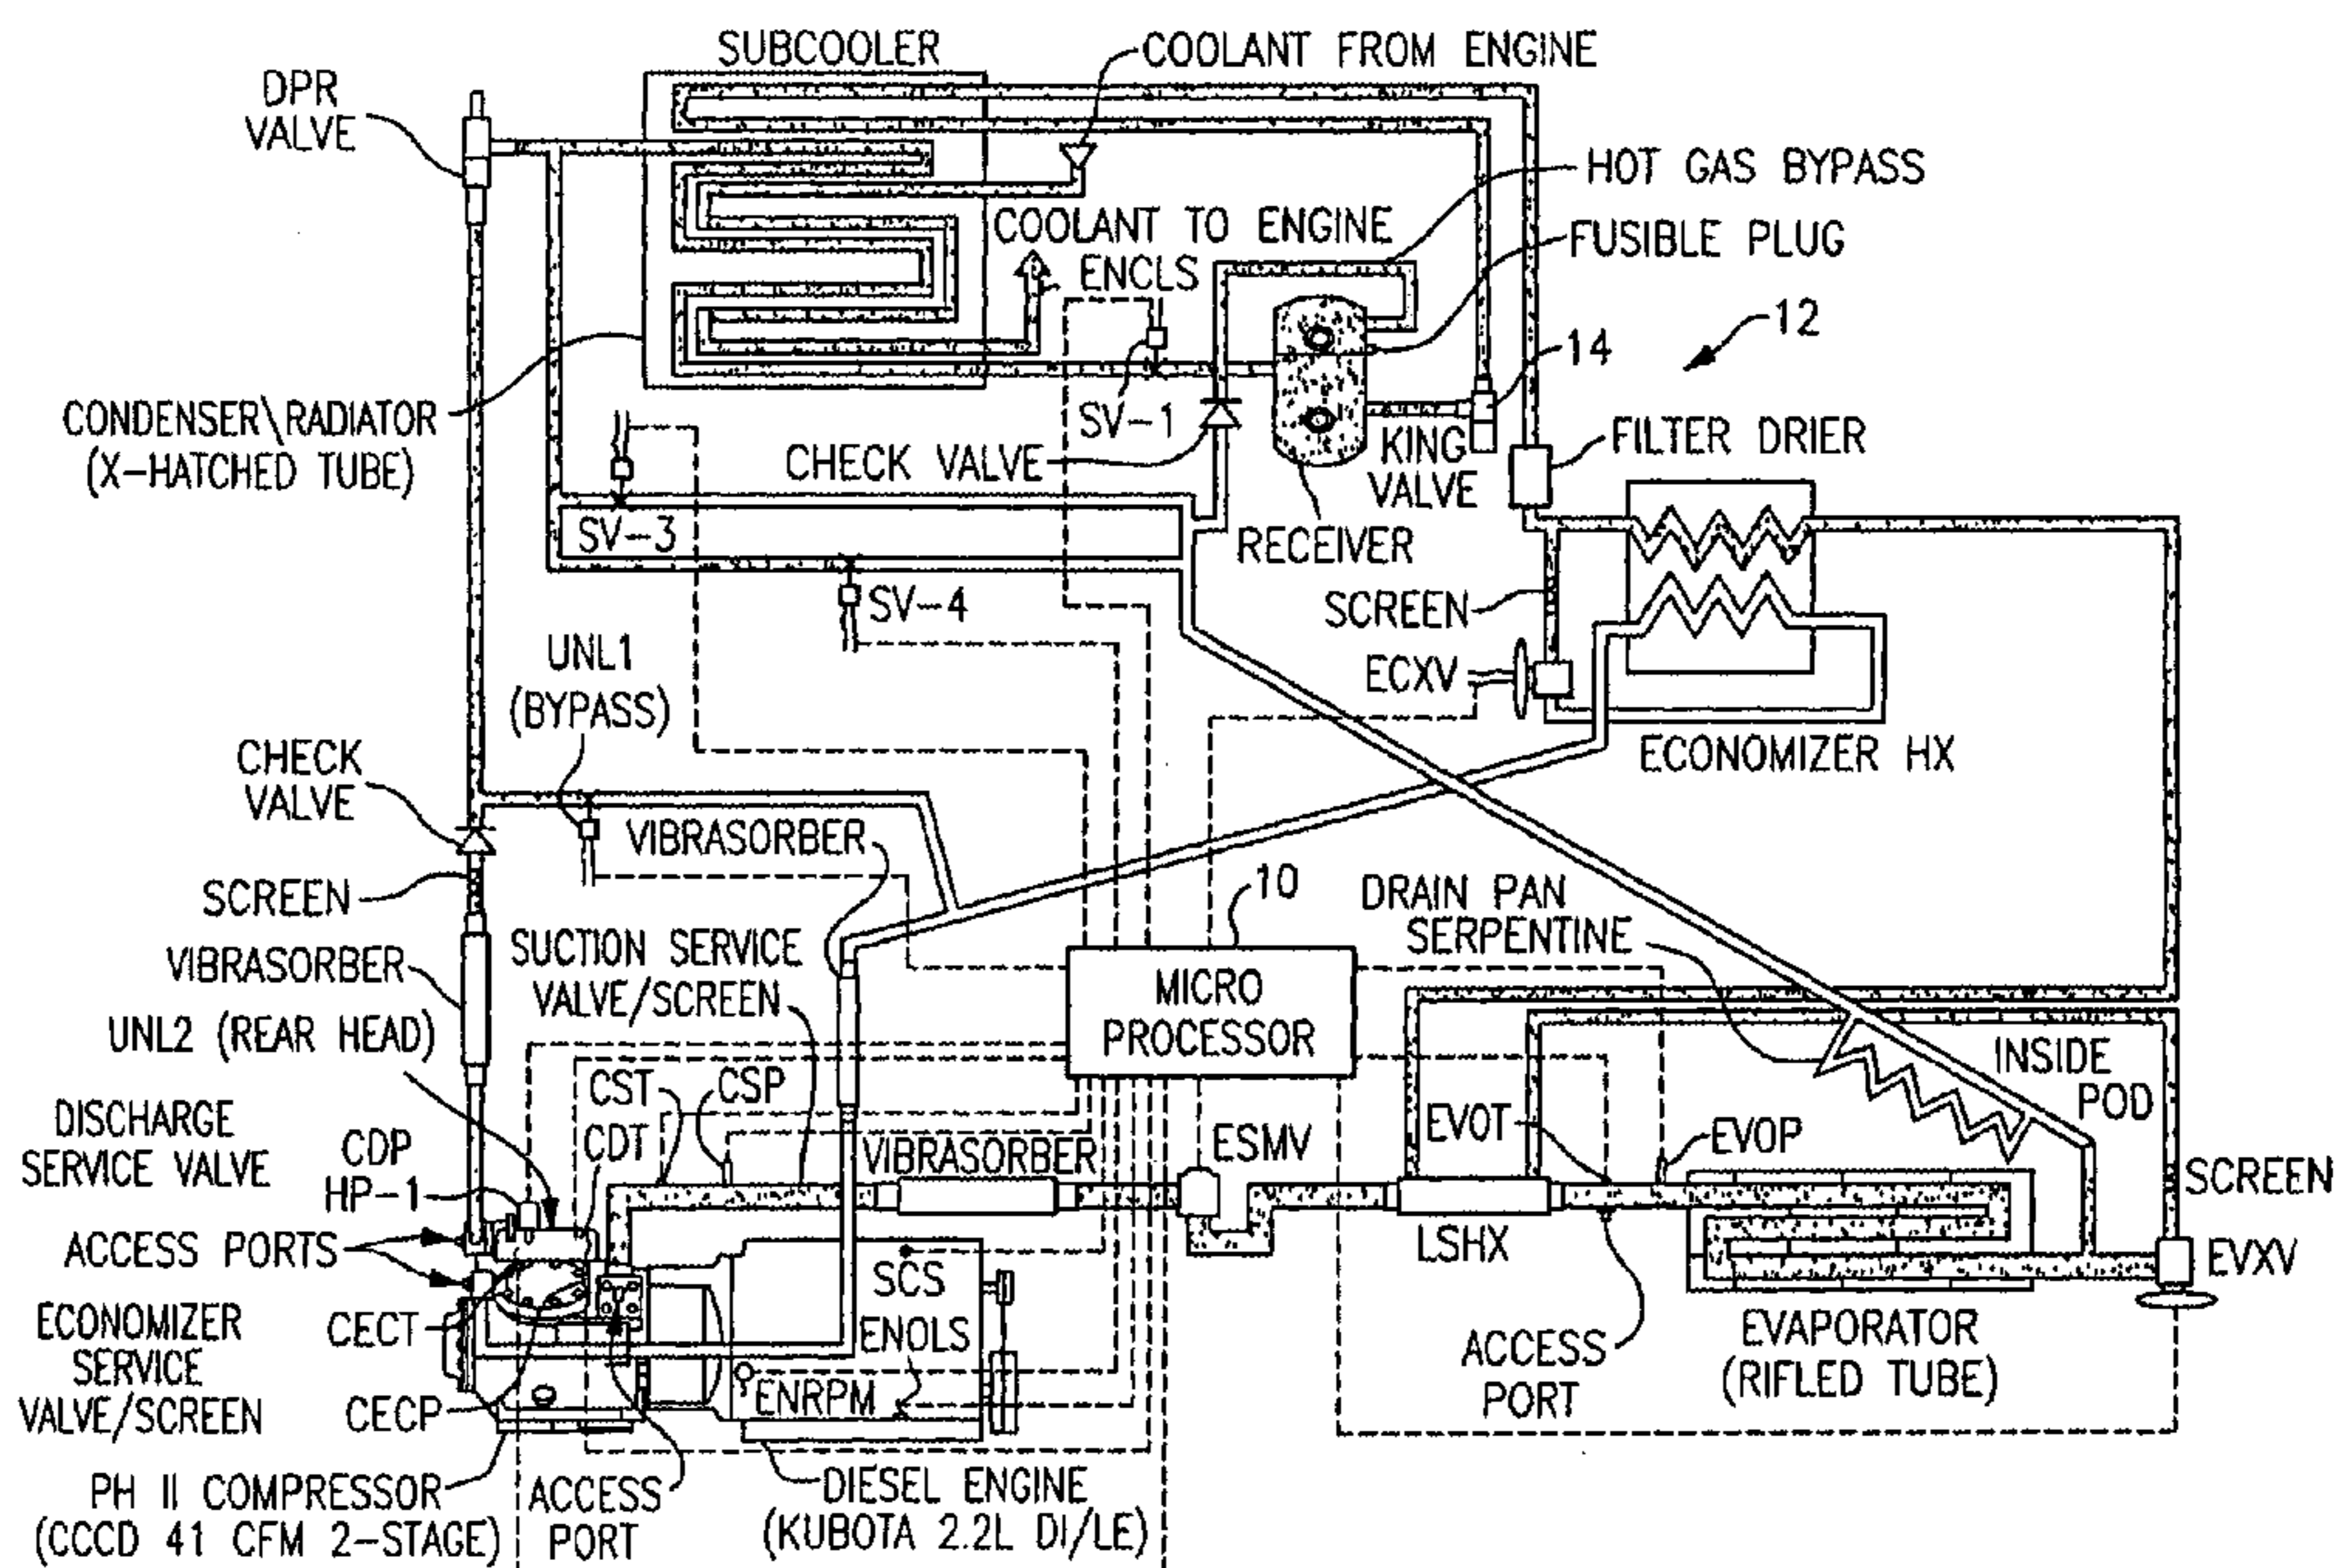 SUBCOOLER
COOLANT FROM ENGINE
DPR
VALVE
HOT GAS BYPASS
COOLANT TO ENGINE
ENCLS
FUSIBLE PLUG
12
14
CONDENSER\RADIATOR
(X-HATCHED TUBE)
SV-1
CHECK VALVE
KING
VALVE
FILTER DRIER
SV-3
RECEIVER
SV-4
SCREEN
UNL1
(BYPASS)
ECXV
ECONOMIZER HX
CHECK
VALVE
VIBRASORBER
SCREEN
10
DRAIN PAN
SERPENTINE
SUCTION SERVICE
VALVE/SCREEN
VIBRASORBER
MICRO
PROCESSOR
UNL2 (REAR HEAD)
INSIDE
POD
CST
CSP
DISCHARGE
SERVICE VALVE
CDP
HP-1
CDT
VIBRASORBER
ESMV
EVOT
EVOP
SCREEN
ACCESS PORTS
LSHX
EVXV
SCS
ECONOMIZER
SERVICE
VALVE/SCREEN
CECT
ENOLS
ACCESS
PORT
EVAPORATOR
(RIFLED TUBE)
CECP
ENRPM
PH II COMPRESSOR
(CCCD 41 CFM 2-STAGE)
ACCESS
PORT
DIESEL ENGINE
(KUBOTA 2.2L DI/LE)